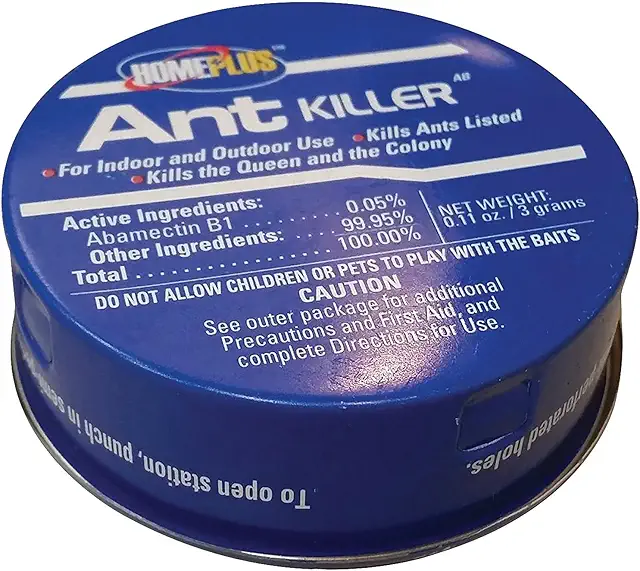 HOMEPLUS™
Ant KILLER AB
• For Indoor and Outdoor Use • Kills Ants Listed
• Kills the Queen and the Colony
Active Ingredients:
Abamectin B1 . . . . . . . . . . 0.05%
Other Ingredients: . . . . . 99.95%
Total . . . . . . . . . . . . . . . . . . 100.00%
NET WEIGHT:
0.11 oz. / 3 grams
DO NOT ALLOW CHILDREN OR PETS TO PLAY WITH THE BAITS
CAUTION
See outer package for additional
Precautions and First Aid, and
complete Directions for Use.
To open station, punch in
perforated holes.